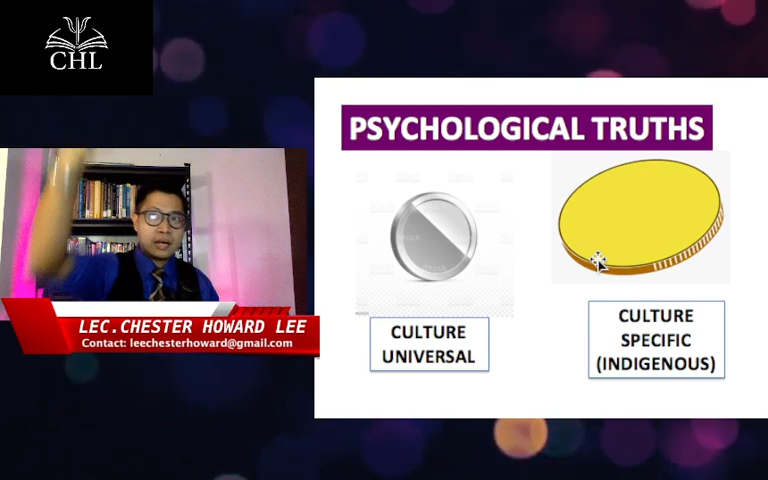 CHL
PSYCHOLOGICAL TRUTHS
CULTURE
UNIVERSAL
CULTURE
SPECIFIC
(INDIGENOUS)
LEC.CHESTER HOWARD LEE
Contact: leechesterhoward@gmail.com